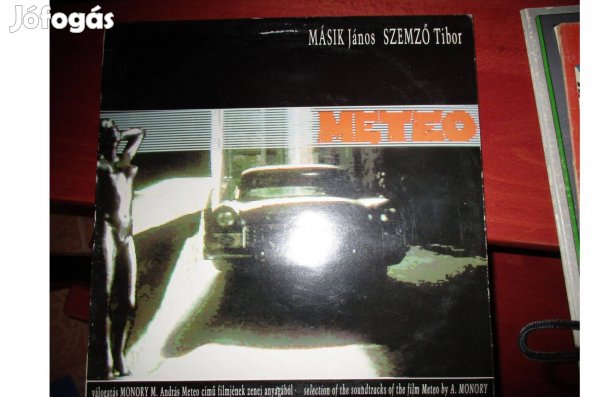 Jófogás
MÁSIK János SZEMZŐ Tibor
METEO
válogatás MONORY M. András Meteo című filmjének zenei anyagából · selection of the soundtracks of the film Meteo by A. MONORY